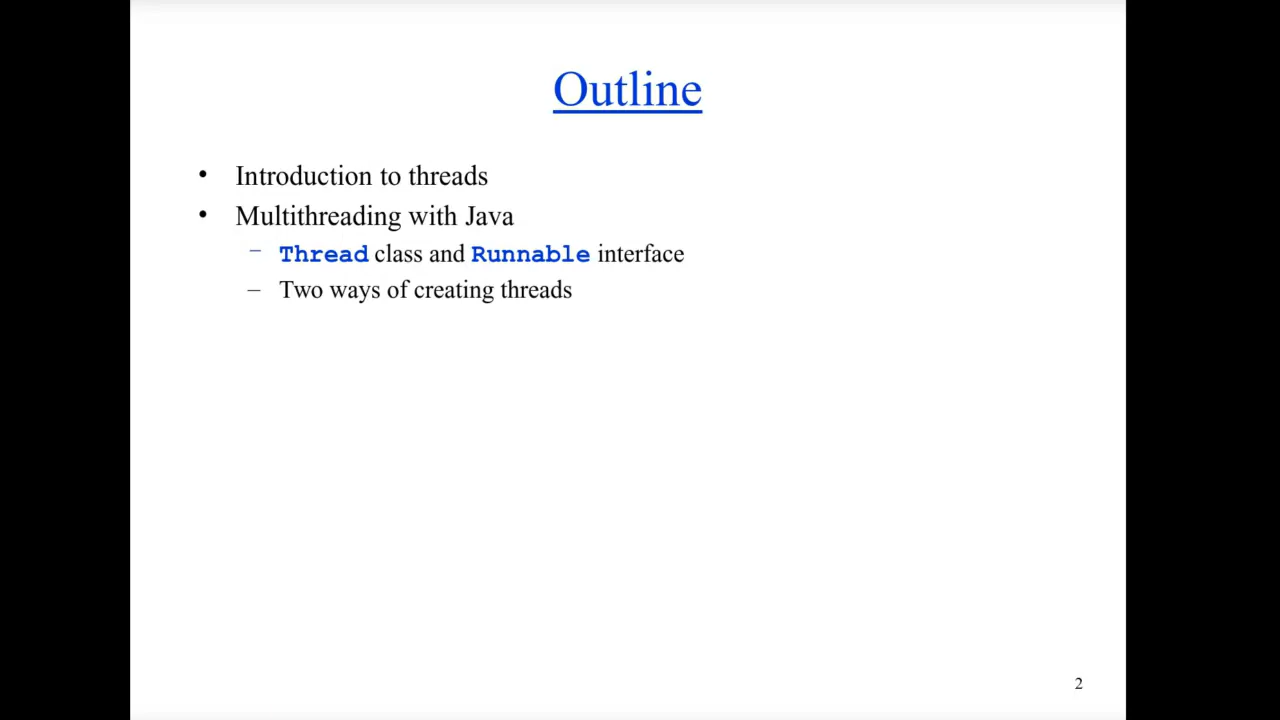 Outline
• Introduction to threads
• Multithreading with Java
– Thread class and Runnable interface
– Two ways of creating threads
2